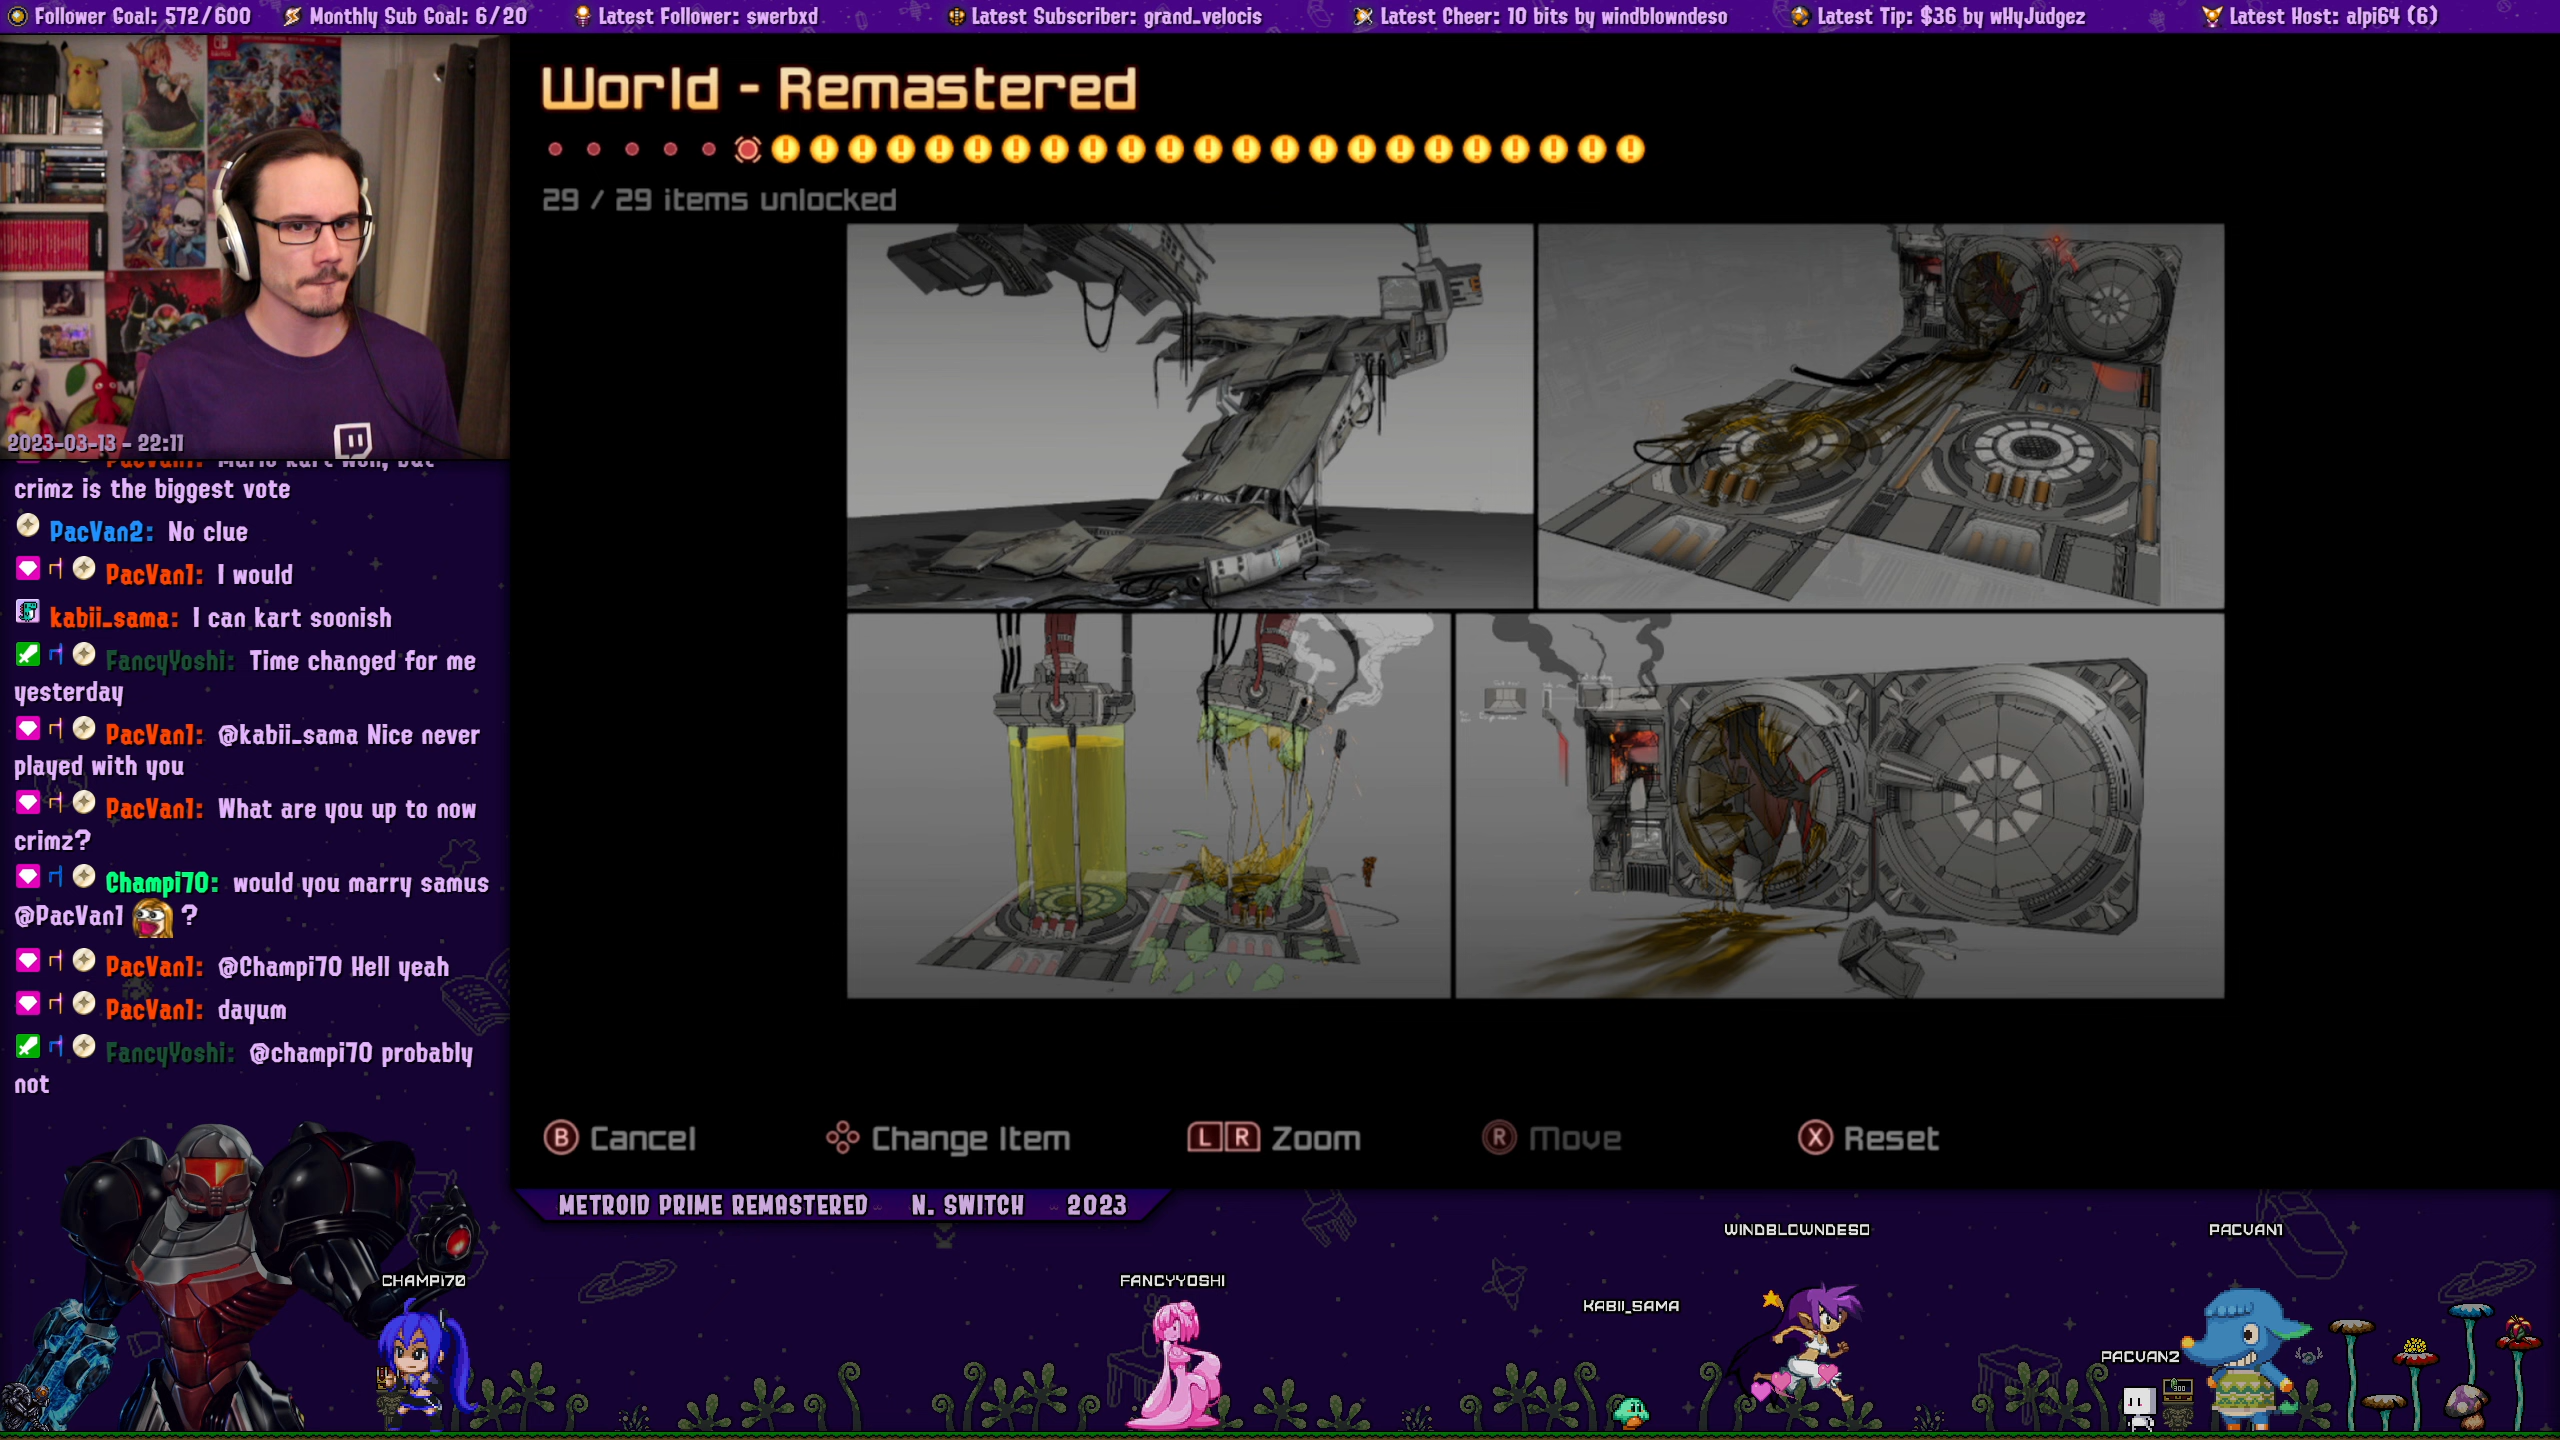 Follower Goal: 572/600 Monthly Sub Goal: 6/20 Latest Follower: swerbxd Latest Subscriber: grand_velocis Latest Cheer: 10 bits by windblowndeso Latest Tip: $36 by wHyJudgez Latest Host: alpi64 (6)
World - Remastered
29 / 29 items unlocked
2023-03-13 - 22:11
PacVan1: Mario kart won, but
crimz is the biggest vote
PacVan2: No clue
PacVan1: I would
kabii_sama: I can kart soonish
FancyYoshi: Time changed for me
yesterday
PacVan1: @kabii_sama Nice never
played with you
PacVan1: What are you up to now
crimz?
Champi70: would you marry samus
@PacVan1 ?
PacVan1: @Champi70 Hell yeah
PacVan1: dayum
FancyYoshi: @champi70 probably
not
B Cancel Change Item L R Zoom R Move X Reset
METROID PRIME REMASTERED N. SWITCH 2023
WINDBLOWNDESO
PACVAN1
CHAMPI70
FANCYYOSHI
KABII_SAMA
PACVAN2